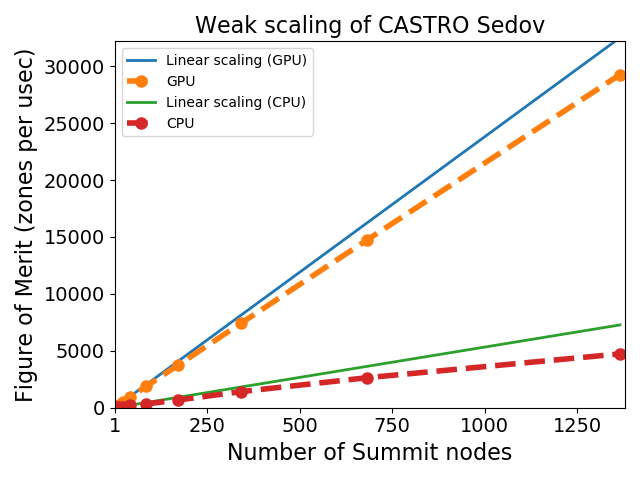 Weak scaling of CASTRO Sedov
Figure of Merit (zones per usec)
30000
25000
20000
15000
10000
5000
0
Linear scaling (GPU)
GPU
Linear scaling (CPU)
CPU
1 250 500 750 1000 1250
Number of Summit nodes